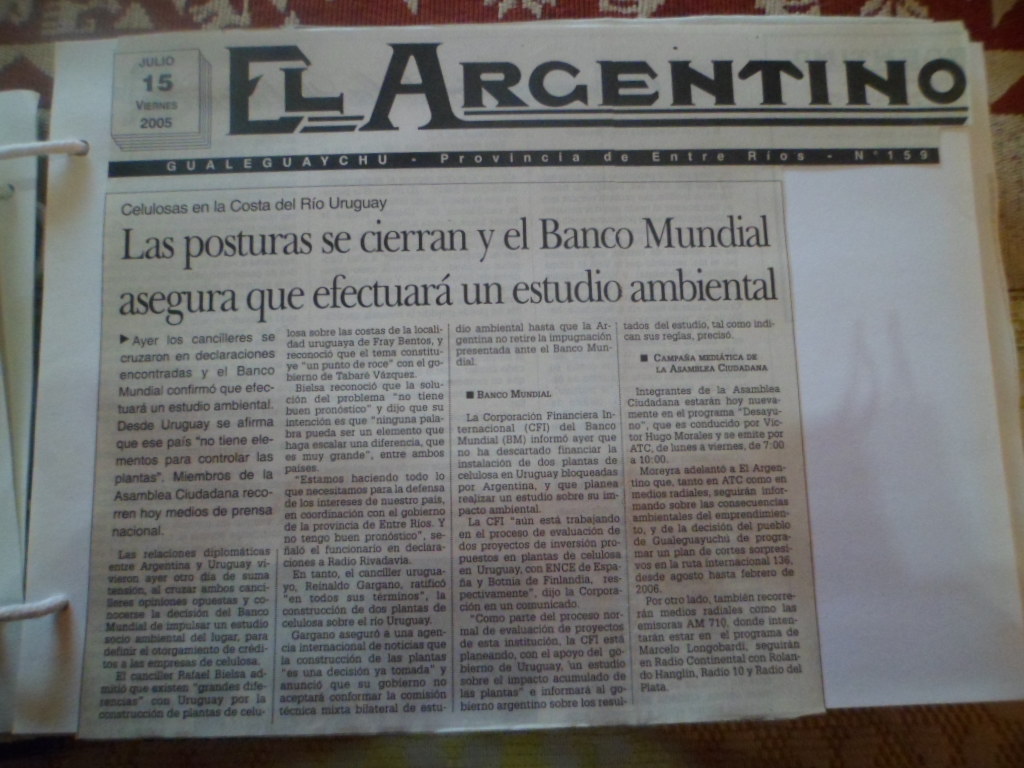 JULIO
15
VIERNES
2005
EL ARGENTINO
GUALEGUAYCHU - Provincia de Entre Ríos - N°159
Celulosas en la Costa del Río Uruguay
Las posturas se cierran y el Banco Mundial
asegura que efectuará un estudio ambiental
Ayer los cancilleres se
cruzaron en declaraciones
encontradas y el Banco
Mundial confirmó que efec-
tuará un estudio ambiental.
Desde Uruguay se afirma
que ese país "no tiene ele-
mentos para controlar las
plantas". Miembros de la
Asamblea Ciudadana reco-
rren hoy medios de prensa
nacional.
Las relaciones diplomáticas
entre Argentina y Uruguay vi-
vieron ayer otro día de suma
tensión, al cruzar ambos canci-
lleres opiniones opuestas y co-
nocerse la decisión del Banco
Mundial de impulsar un estudio
socio ambiental del lugar, para
definir el otorgamiento de crédi-
tos a las empresas de celulosa.
El canciller Rafael Bielsa ad-
mitió que existen "grandes dife-
rencias" con Uruguay por la
construcción de plantas de celu-
losa sobre las costas de la locali-
dad uruguaya de Fray Bentos, y
reconoció que el tema constitu-
ye "un punto de roce" con el go-
bierno de Tabaré Vázquez.
Bielsa reconoció que la solu-
ción del problema "no tiene
buen pronóstico" y dijo que su
intención es que "ninguna pala-
bra pueda ser un elemento que
haga escalar una diferencia, que
es muy grande", entre ambos
países.
"Estamos haciendo todo lo
que necesitamos para la defensa
de los intereses de nuestro país,
en coordinación con el gobierno
de la provincia de Entre Ríos. Y
no tengo buen pronóstico", se-
ñaló el funcionario en declara-
ciones a Radio Rivadavia.
En tanto, el canciller urugua-
yo, Reinaldo Gargano, ratificó
"en todos sus términos", la
construcción de dos plantas de
celulosa sobre el río Uruguay.
Gargano aseguró a una agen
cia internacional de noticias que
la construcción de las plantas
"es una decisión ya tomada" y
anunció que su gobierno no
aceptará conformar la comisión
técnica mixta bilateral de estu-
dio ambiental hasta que la Ar-
gentina no retire la impugnación
presentada ante el Banco Mun-
dial.
BANCO MUNDIAL
La Corporación Financiera In-
ternacional (CFI) del Banco
Mundial (BM) informó ayer que
no ha descartado financiar la
instalación de dos plantas de
celulosa en Uruguay bloqueadas
por Argentina, y que planea
realizar un estudio sobre su im-
pacto ambiental.
La CFI "aún está trabajando
en el proceso de evaluación de
dos proyectos de inversión pro-
puestos en plantas de celulosa
en Uruguay, con ENCE de Espa-
ña y Botnia de Finlandia, res-
pectivamente", dijo la Corpora-
ción en un comunicado.
"Como parte del proceso nor-
mal de evaluación de proyectos
de esta institución, la CFI está
planeando, con el apoyo del go-
bierno de Uruguay, un estudio
sobre el impacto acumulado de
las plantas" e informará al go-
bierno argentino sobre los resul-
tados del estudio, tal como indi-
can sus reglas, precisó.
CAMPAÑA MEDIÁTICA DE
LA ASAMBLEA CIUDADANA
Integrantes de la Asamblea
Ciudadana estarán hoy nueva-
mente en el programa "Desayu-
no", que es conducido por Víc-
tor Hugo Morales y se emite por
ATC, de lunes a viernes, de 7:00
a 10:00.
Moreyra adelantó a El Argen-
tino que, tanto en ATC como en
medios radiales, seguirán infor-
mando sobre las consecuencias
ambientales del emprendimien-
to, y de la decisión del pueblo
de Gualeguaychú de progra-
mar un plan de cortes sorpresi-
vos en la ruta internacional 136,
desde agosto hasta febrero de
2006.
Por otro lado, también recorre-
rán medios radiales como las
emisoras AM 710, donde inten-
tarán estar en el programa de
Marcelo Longobardi, seguirán
en Radio Continental con Rolan-
do Hanglin, Radio 10 y Radio del
Plata.